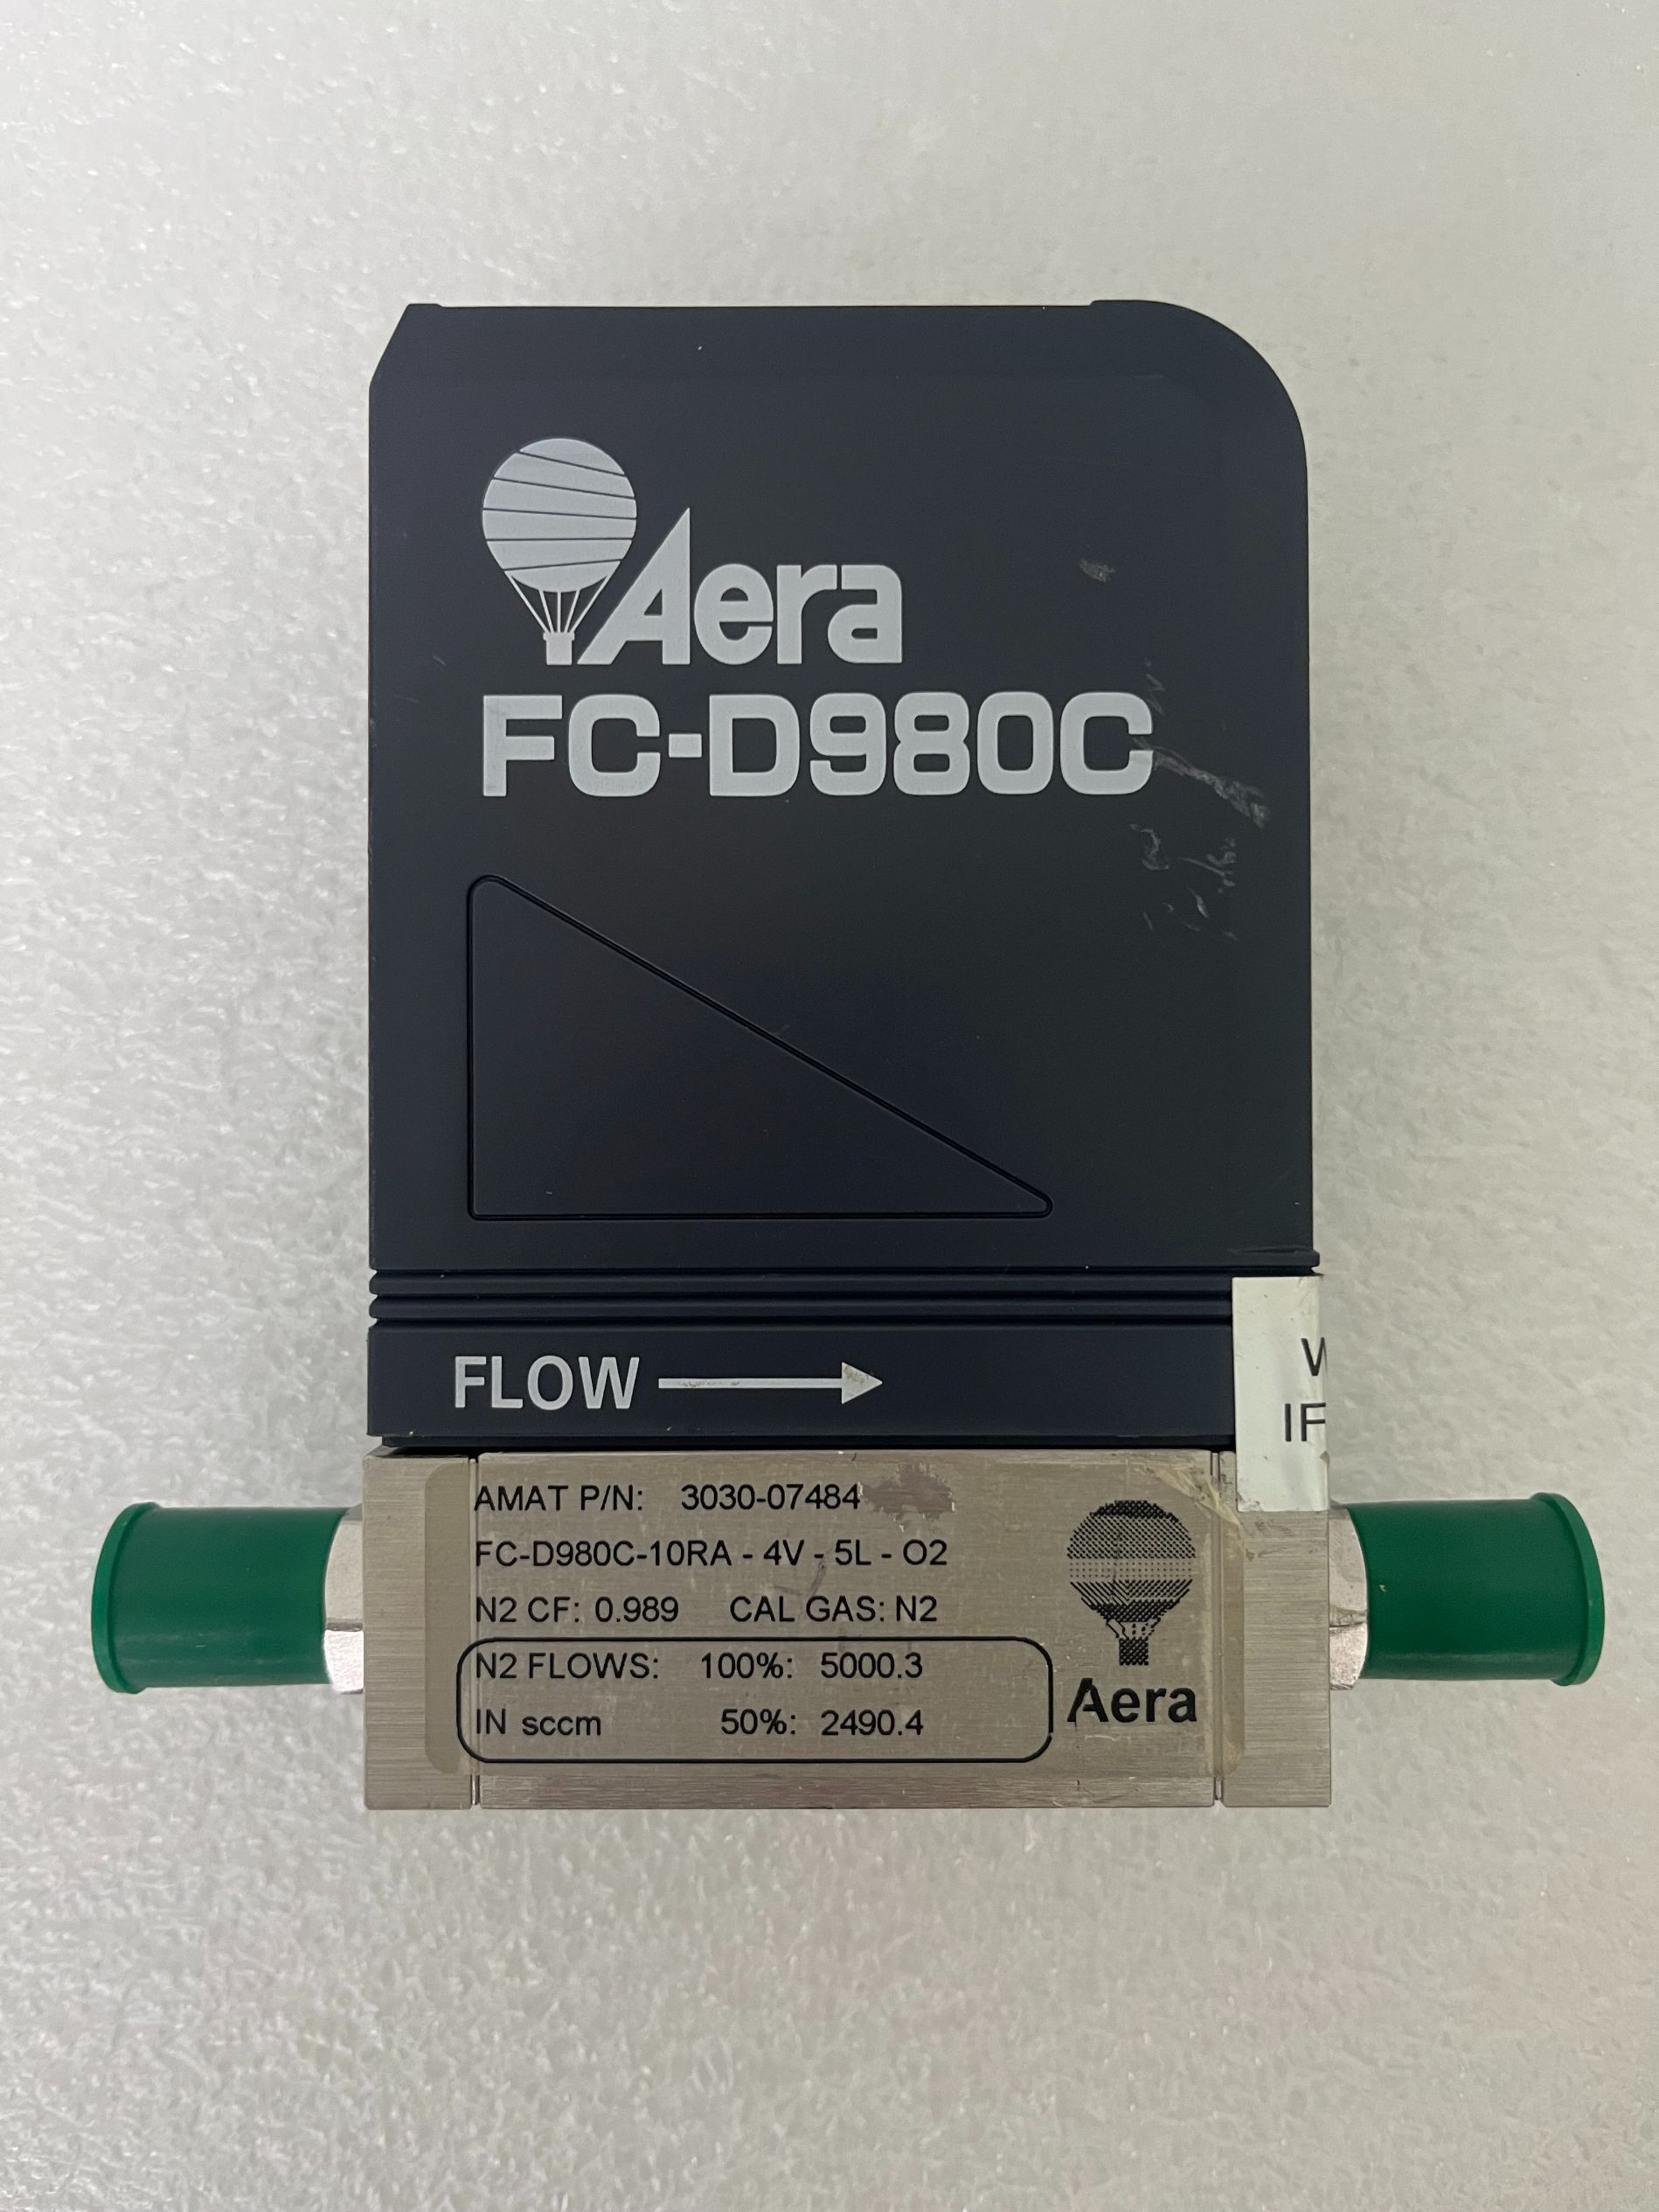 Aera
FC-D980C
FLOW
AMAT P/N: 3030-07484
FC-D980C-10RA - 4V - 5L - O2
N2 CF: 0.989 CAL GAS: N2
N2 FLOWS: 100%: 5000.3
IN sccm 50%: 2490.4
Aera